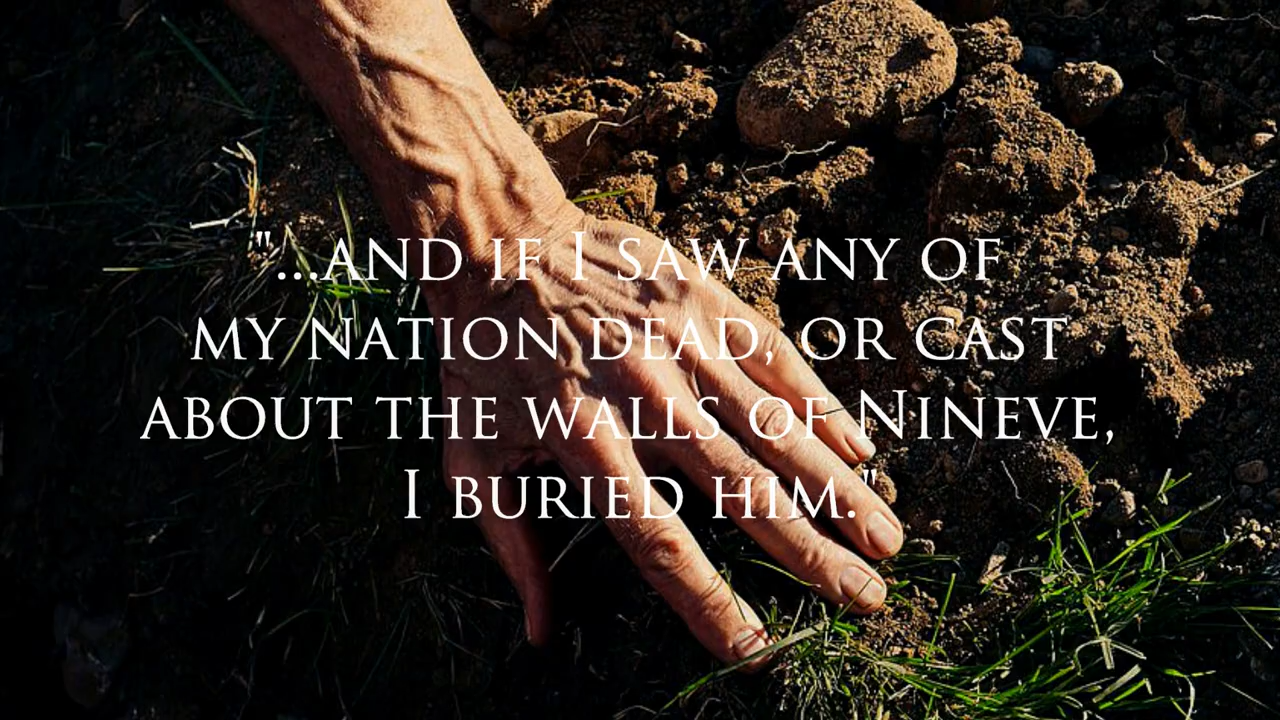 "...and if I saw any of
my nation dead, or cast
about the walls of Nineve,
I buried him."